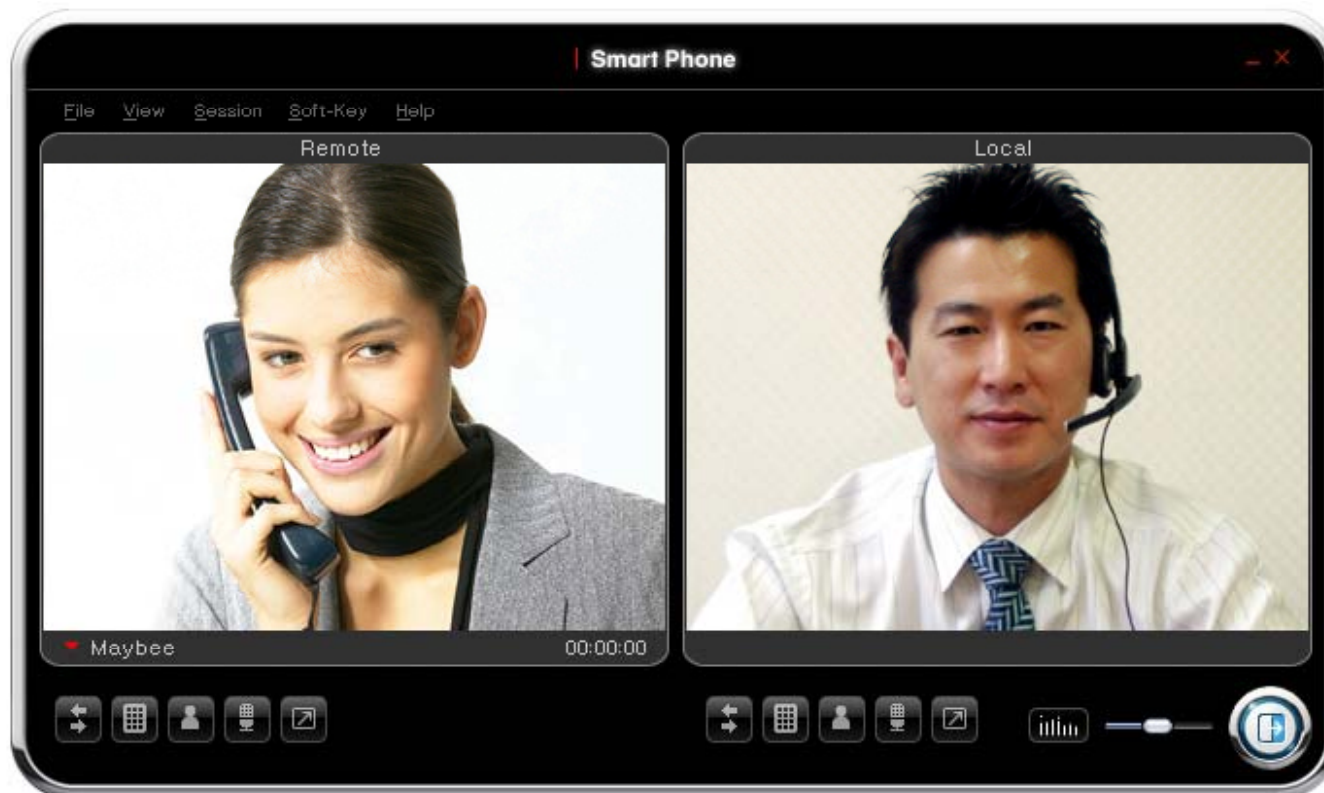 Smart Phone
File View Session Soft-Key Help
Remote
Local
Maybee 00:00:00